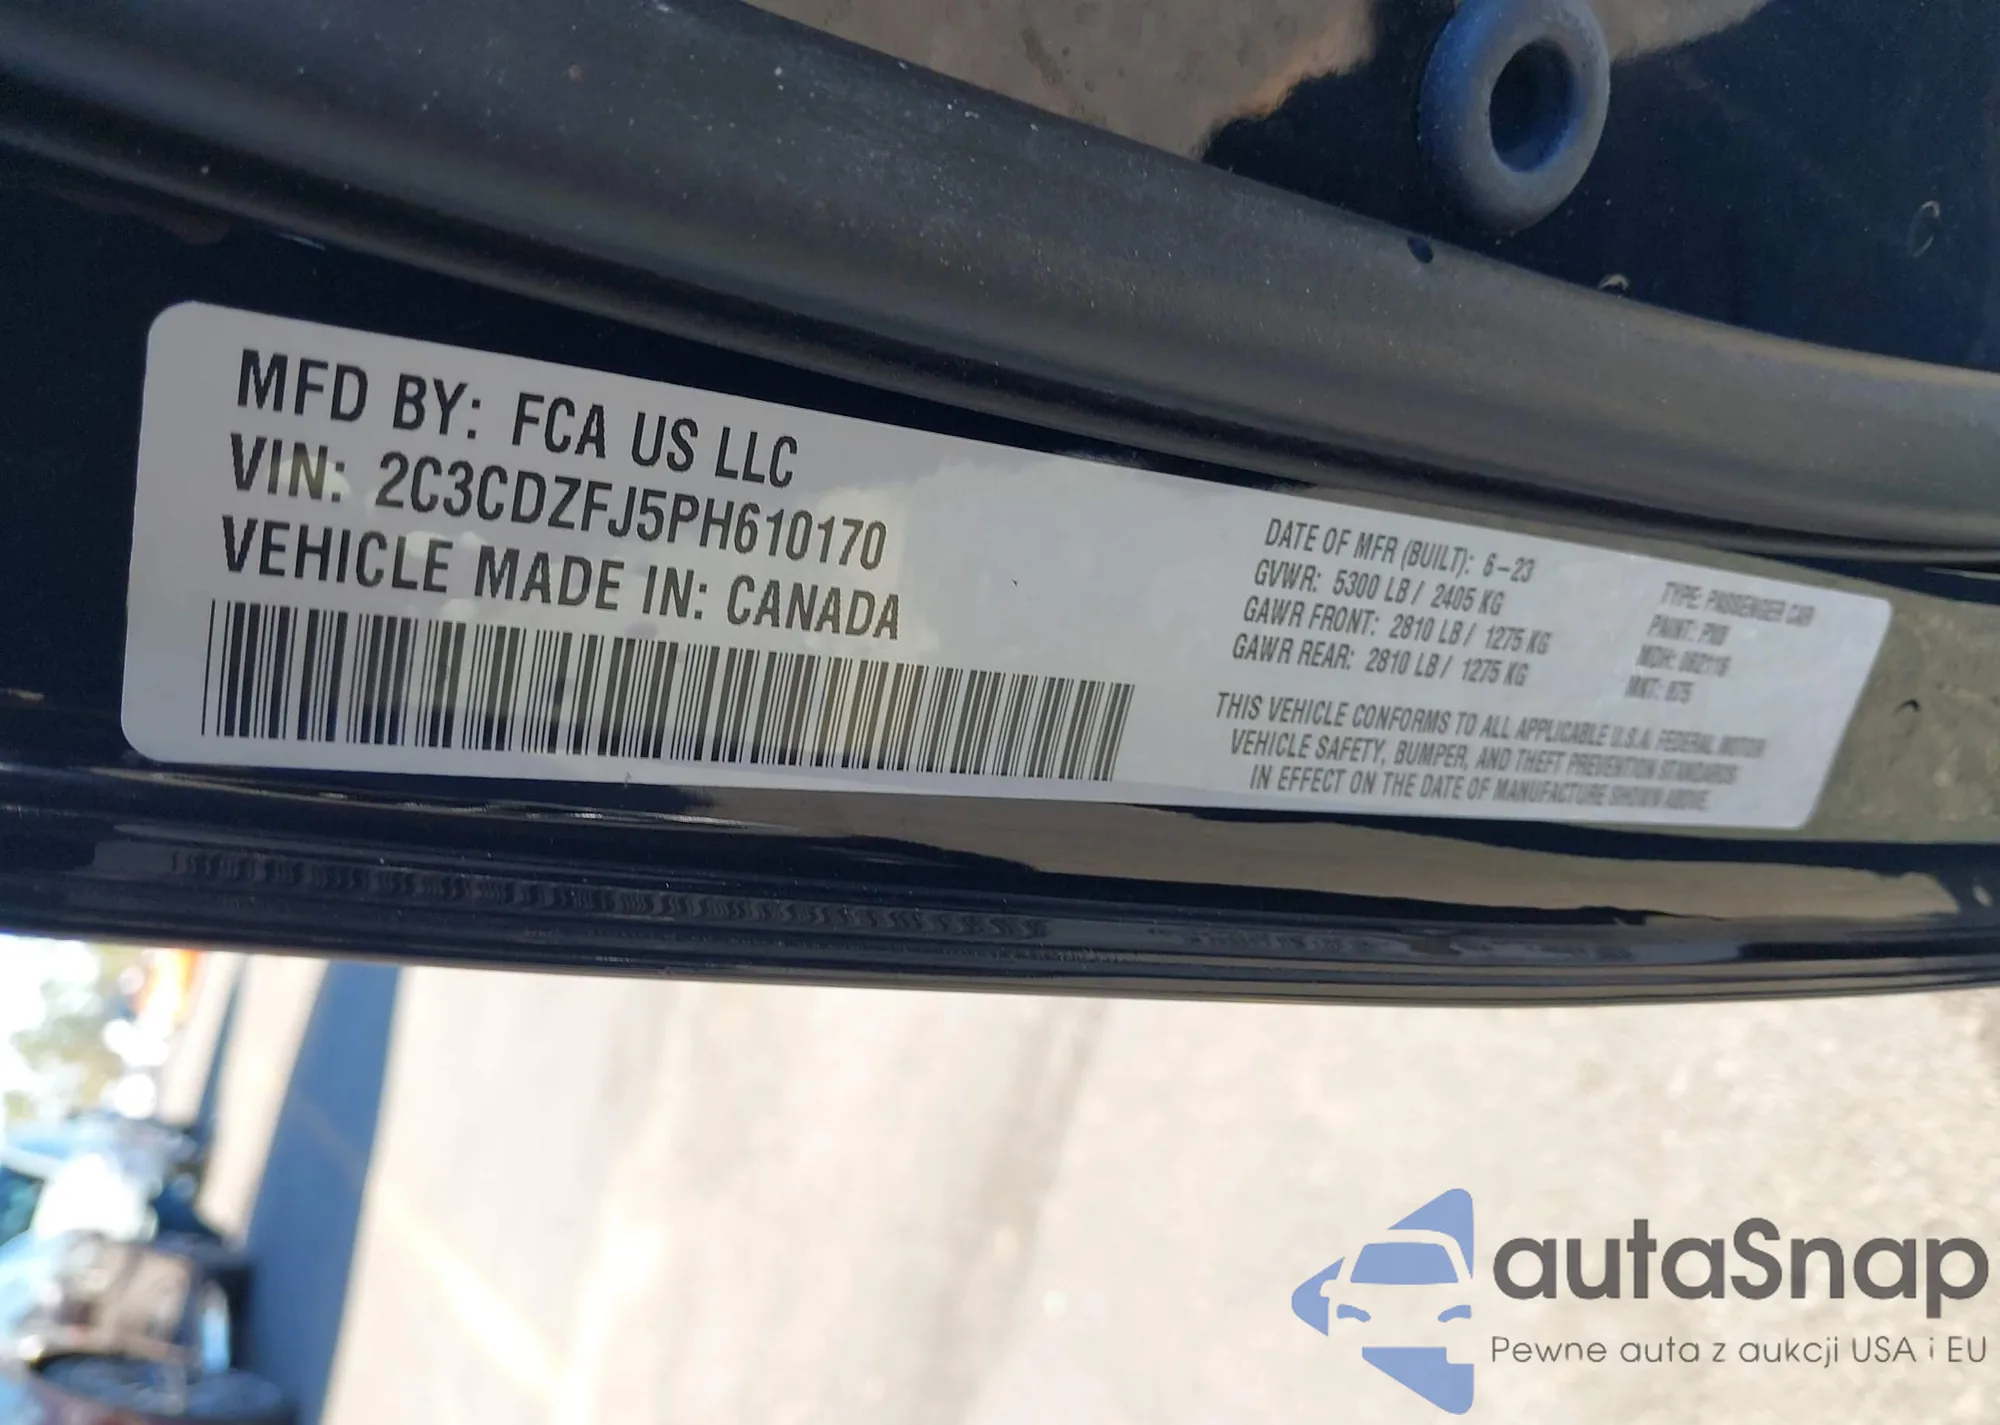 MFD BY: FCA US LLC
VIN: 2C3CDZFJ5PH610170
VEHICLE MADE IN: CANADA
DATE OF MFR (BUILT): 6-23
GVWR: 5300 LB / 2405 KG
GAWR FRONT: 2810 LB / 1275 KG
GAWR REAR: 2810 LB / 1275 KG
TYPE: PASSENGER CAR
PAINT:
MDH:
MKT:
THIS VEHICLE CONFORMS TO ALL APPLICABLE U.S.A. FEDERAL MOTOR
VEHICLE SAFETY, BUMPER, AND THEFT PREVENTION STANDARDS
IN EFFECT ON THE DATE OF MANUFACTURE SHOWN ABOVE.
autaSnap
Pewne auta z aukcji USA i EU